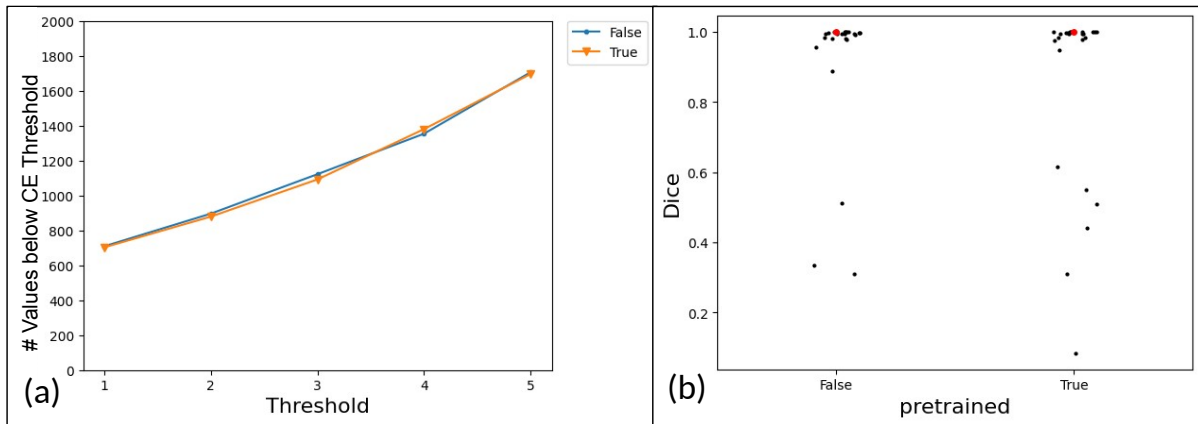 # Values below CE Threshold
2000
1800
1600
1400
1200
1000
800
600
400
200
0
1 2 3 4 5
Threshold
False
True
(a)
Dice
1.0
0.8
0.6
0.4
0.2
False True
pretrained
(b)